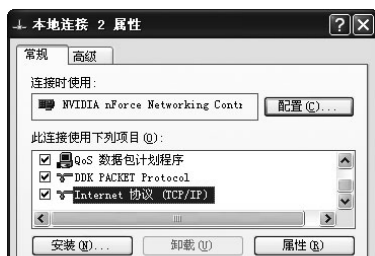 本地连接 2 属性
常规 高级
连接时使用:
NVIDIA nForce Networking Contr
配置(C)...
此连接使用下列项目(O):
QoS 数据包计划程序
DDK PACKET Protocol
Internet 协议 (TCP/IP)
安装(N)... 卸载(U) 属性(R)